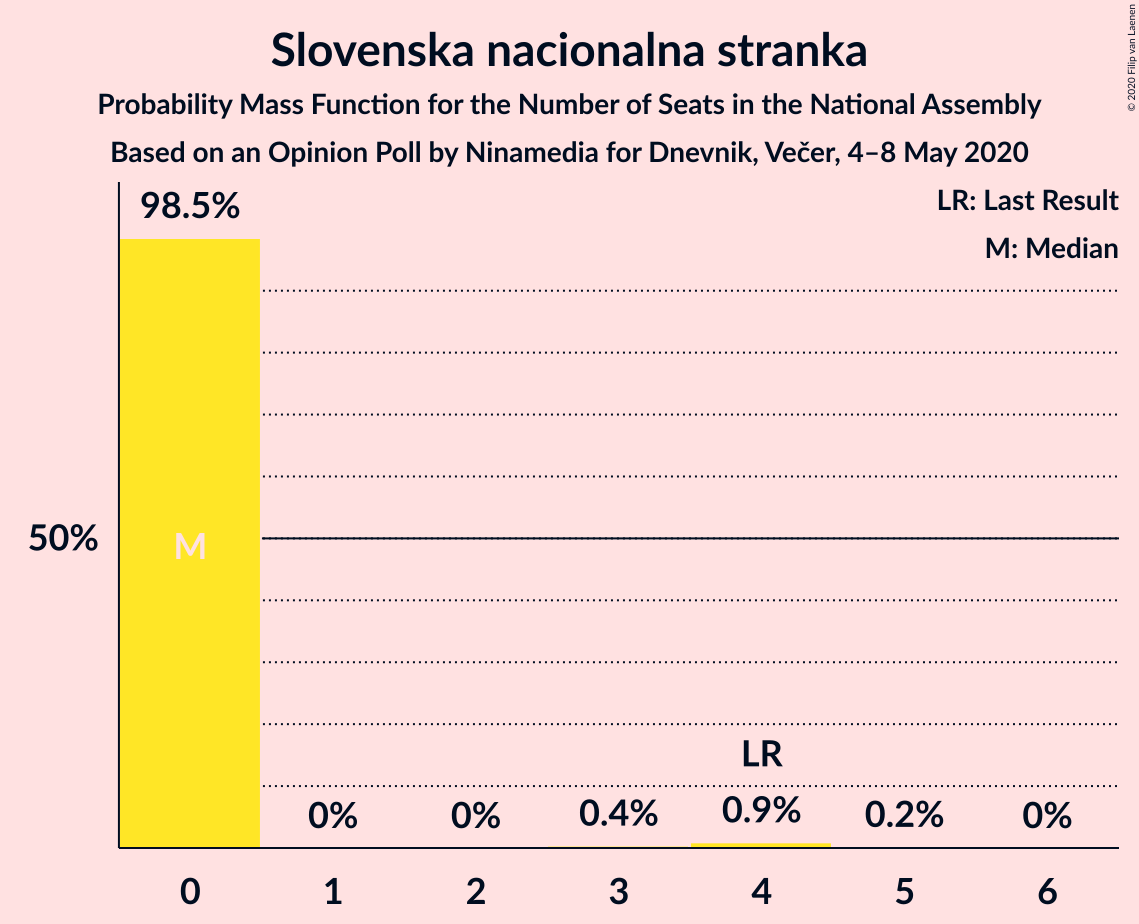 Slovenska nacionalna stranka
Probability Mass Function for the Number of Seats in the National Assembly
Based on an Opinion Poll by Ninamedia for Dnevnik, Večer, 4–8 May 2020
© 2020 Filip van Laenen
LR: Last Result
M: Median
98.5%
50%
M
LR
0% 0% 0.4% 0.9% 0.2% 0%
0 1 2 3 4 5 6